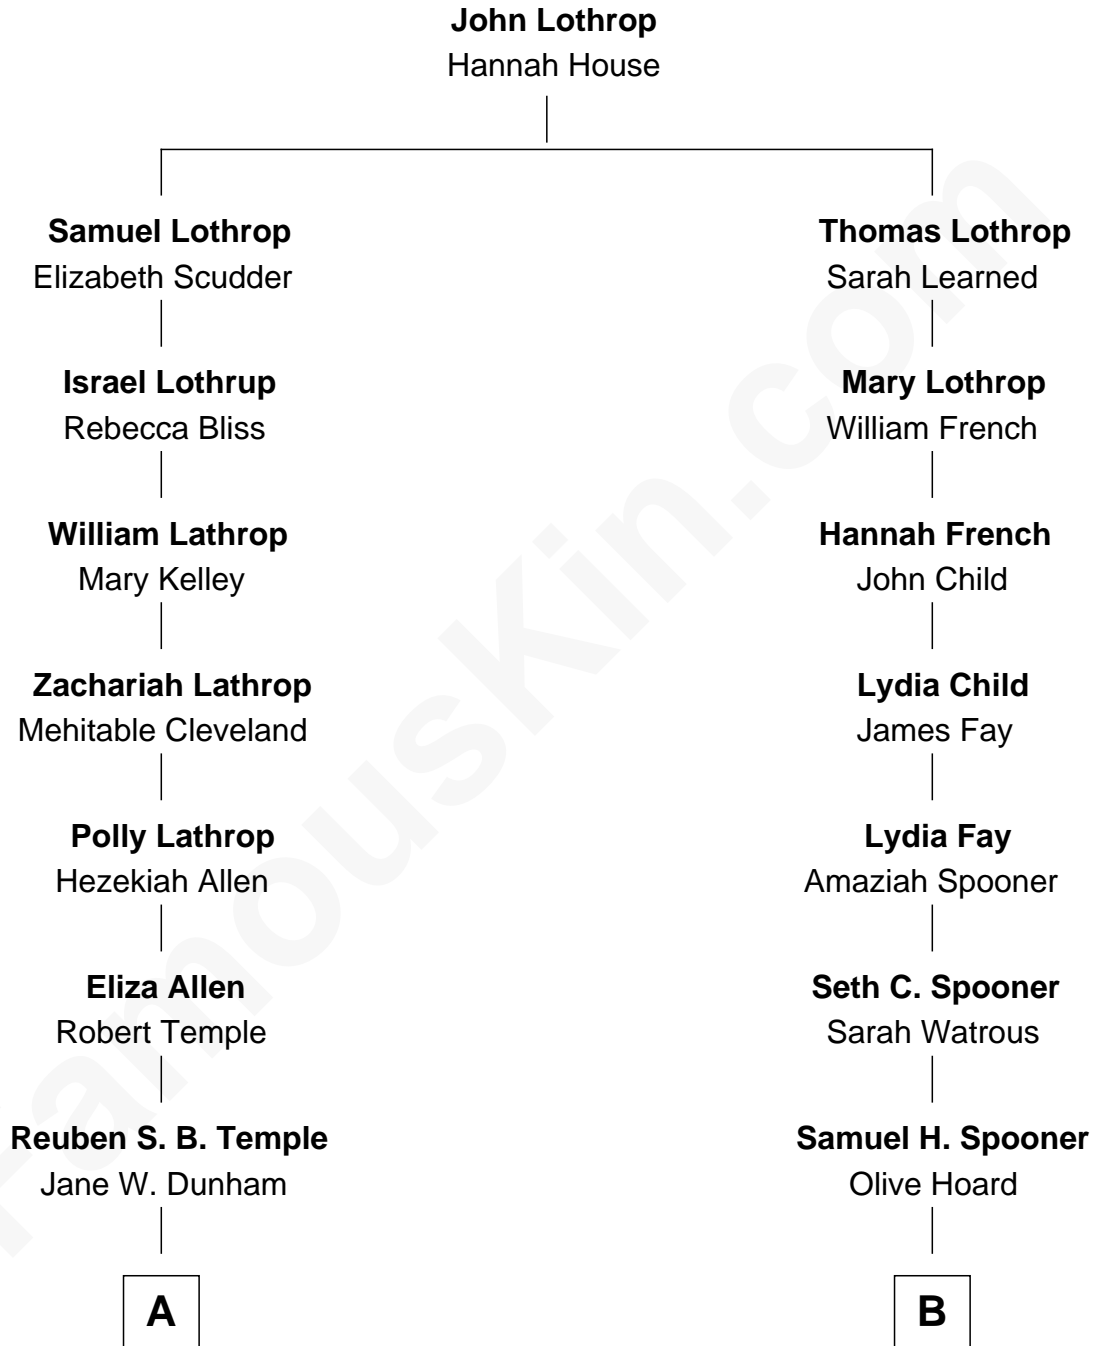 John Lothrop
Hannah House
Samuel Lothrop
Elizabeth Scudder
Thomas Lothrop
Sarah Learned
Israel Lothrup
Rebecca Bliss
Mary Lothrop
William French
William Lathrop
Mary Kelley
Hannah French
John Child
Zachariah Lathrop
Mehitable Cleveland
Lydia Child
James Fay
Polly Lathrop
Hezekiah Allen
Lydia Fay
Amaziah Spooner
Eliza Allen
Robert Temple
Seth C. Spooner
Sarah Watrous
Reuben S. B. Temple
Jane W. Dunham
Samuel H. Spooner
Olive Hoard
A
B
FamousKin.com